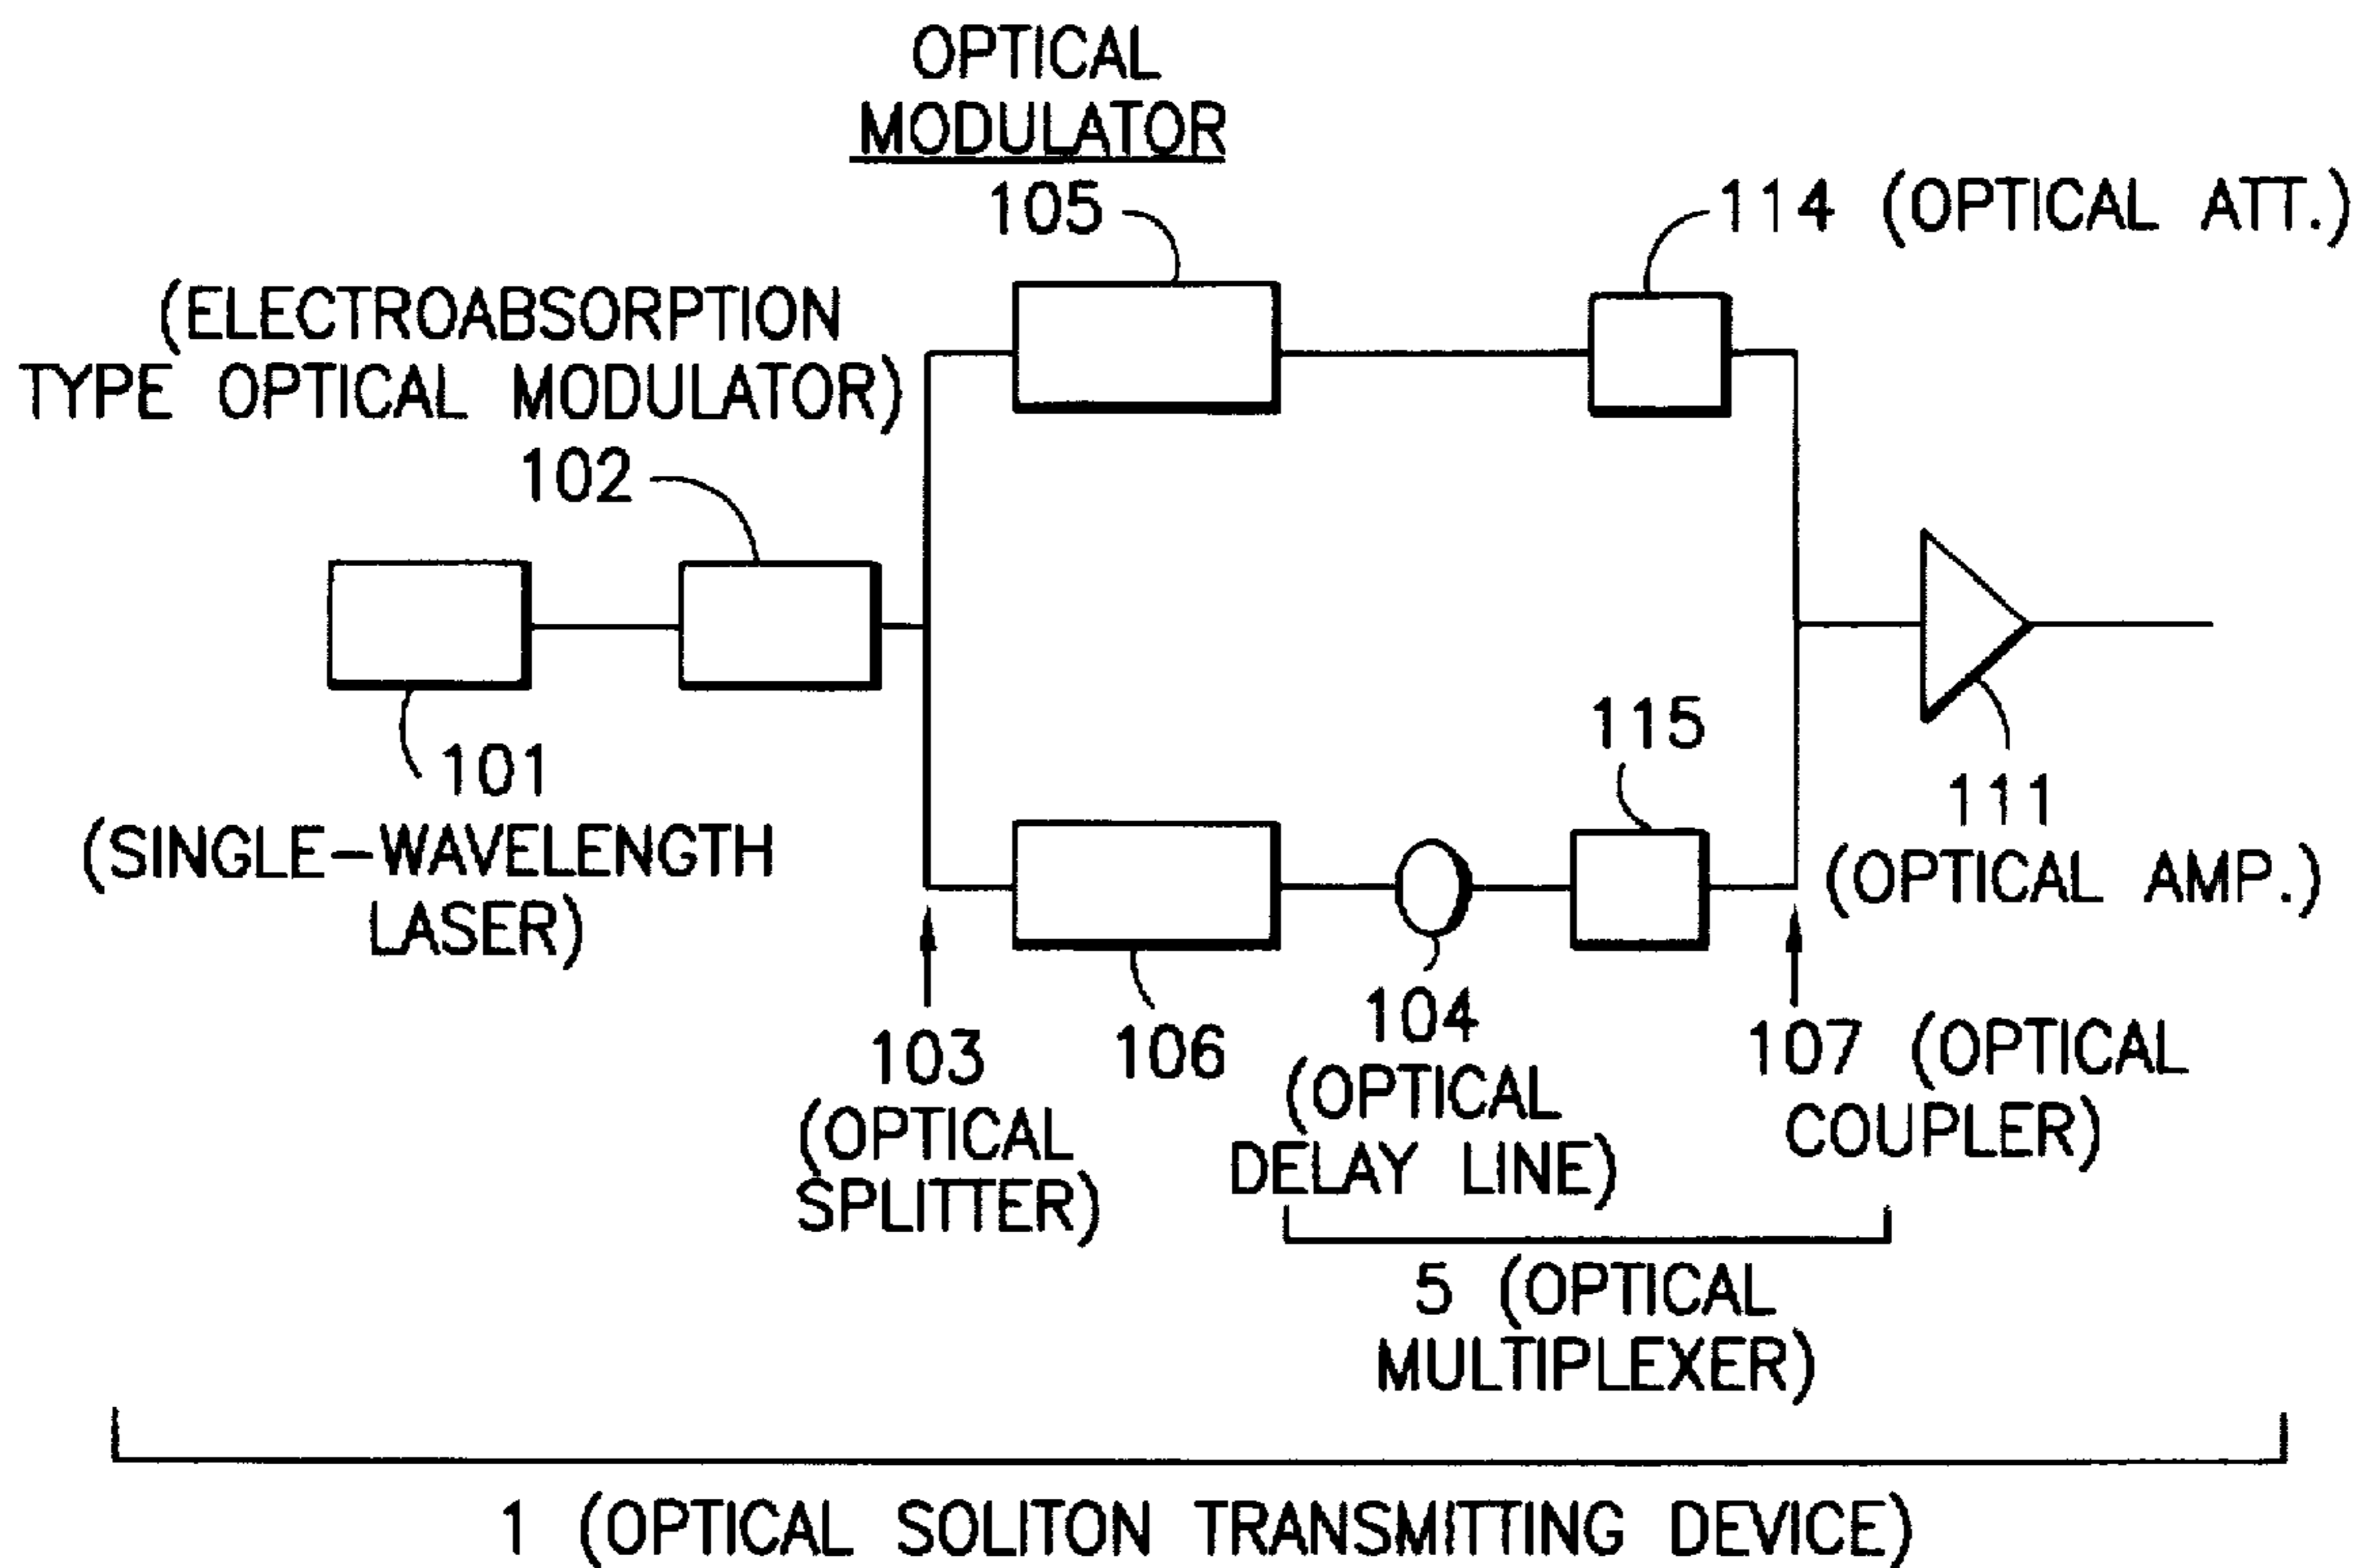 OPTICAL
MODULATOR
105
114 (OPTICAL ATT.)
(ELECTROABSORPTION
TYPE OPTICAL MODULATOR)
102
101
(SINGLE-WAVELENGTH
LASER)
115
111
(OPTICAL AMP.)
103
(OPTICAL
SPLITTER)
106
104
(OPTICAL
DELAY LINE)
107 (OPTICAL
COUPLER)
5 (OPTICAL
MULTIPLEXER)
1 (OPTICAL SOLITON TRANSMITTING DEVICE)